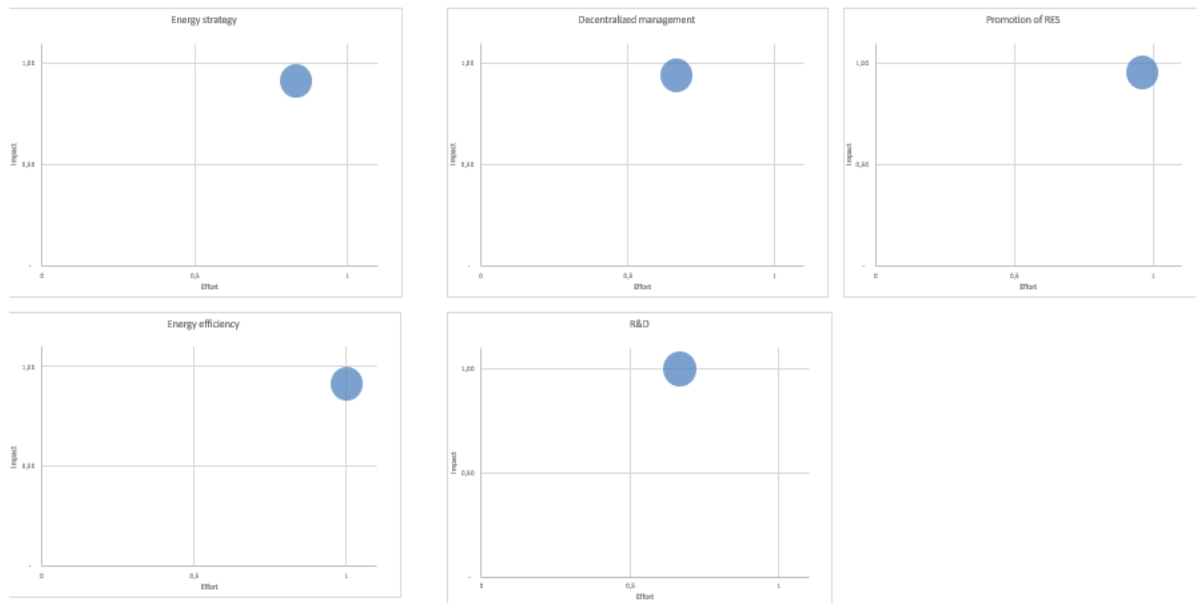 Energy strategy
1,00
0,50
-
Impact
0
0,5
1
Effort
Decentralized management
1,00
0,50
-
Impact
0
0,5
1
Effort
Promotion of RES
1,00
0,50
-
Impact
0
0,5
1
Effort
Energy efficiency
1,00
0,50
-
Impact
0
0,5
1
Effort
R&D
1,00
0,50
-
Impact
0
0,5
1
Effort